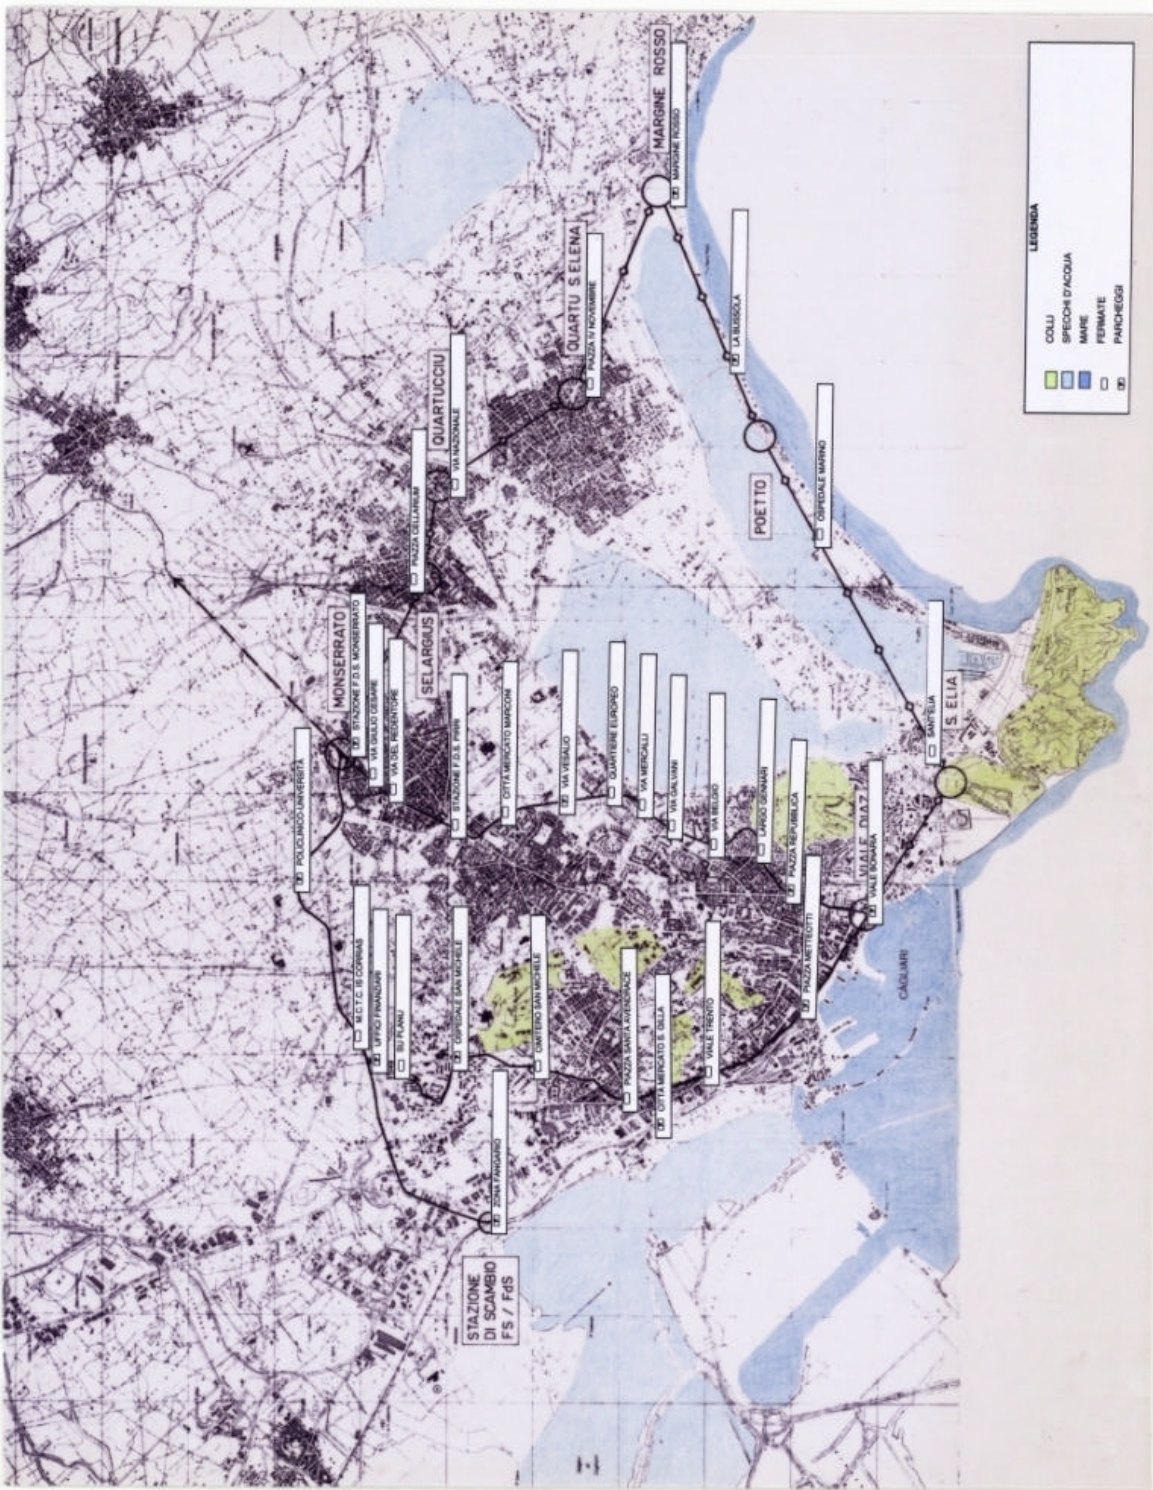 MARGINE ROSSO
MARGINE ROSSO
QUARTU S. ELENA
PIAZZA IV NOVEMBRE
LA BUSSOLA
QUARTUCCIU
VIA NAZIONALE
PIAZZA CELLARIUM
POETTO
OSPEDALE MARINO
MONSERRATO
STAZIONE F.D.S. MONSERRATO
VIA GIULIO CESARE
VIA DEL REDENTORE
SELARGIUS
STAZIONE F.D.S. PIRRI
CITTÀ MERCATO MARCONI
VIA VESALIO
QUARTIERE EUROPEO
VIA MERCALLI
VIA GALVANI
VIA BELGIO
LARGO GENNARI
PIAZZA REPUBBLICA
VIALE DIAZ
VIALE BONARIA
SANT'ELIA
S. ELIA
POLICLINICO-UNIVERSITÀ
M.C.T.C. IS CORRIAS
UFFICI FINANZIARI
SU PLANU
OSPEDALE SAN MICHELE
CIMITERO SAN MICHELE
PIAZZA SANT'A AVENDRACE
CITTÀ MERCATO S. GILLA
VIALE TRENTO
PIAZZA METTEOTTI
CAGLIARI
ZONA FANGARIO
STAZIONE
DI SCAMBIO
FS / FdS
LEGENDA
COLLI
SPECCHI D'ACQUA
MARE
FERMATE
PARCHEGGI